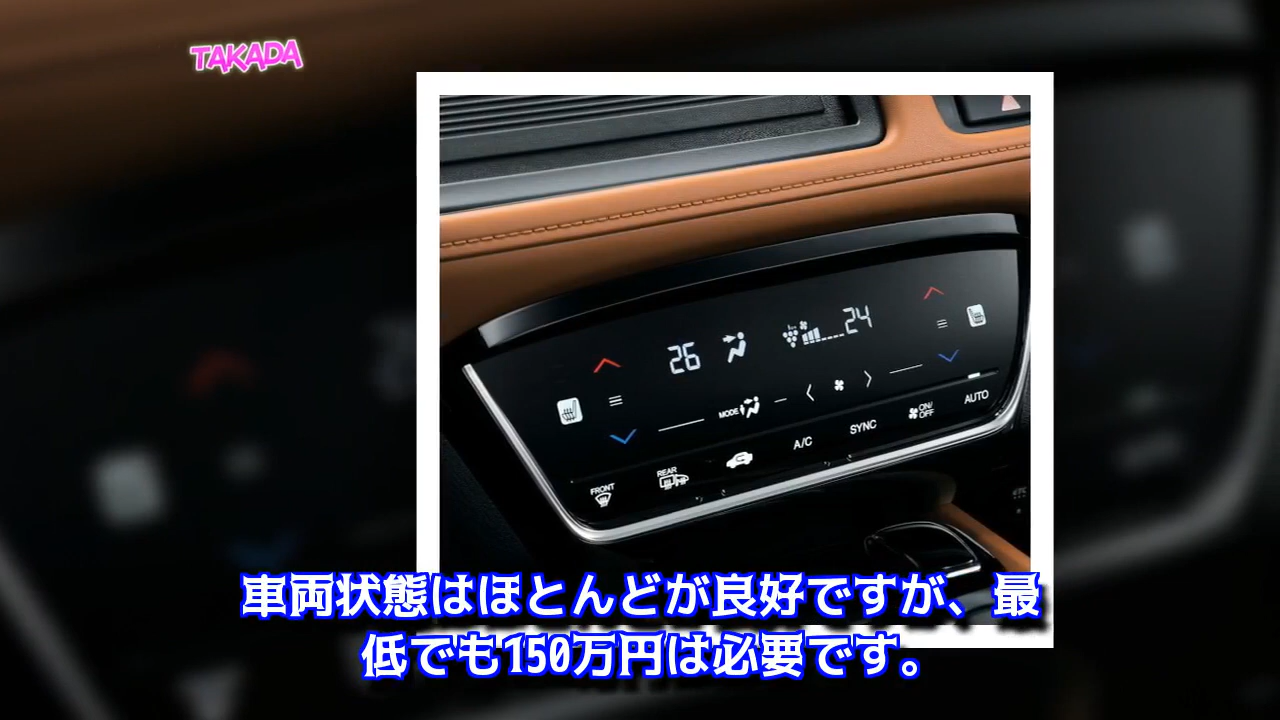 TAKADA
26
24
MODE
FRONT
REAR
A/C
SYNC
ON/
OFF
AUTO
車両状態はほとんどが良好ですが、最
低でも150万円は必要です。